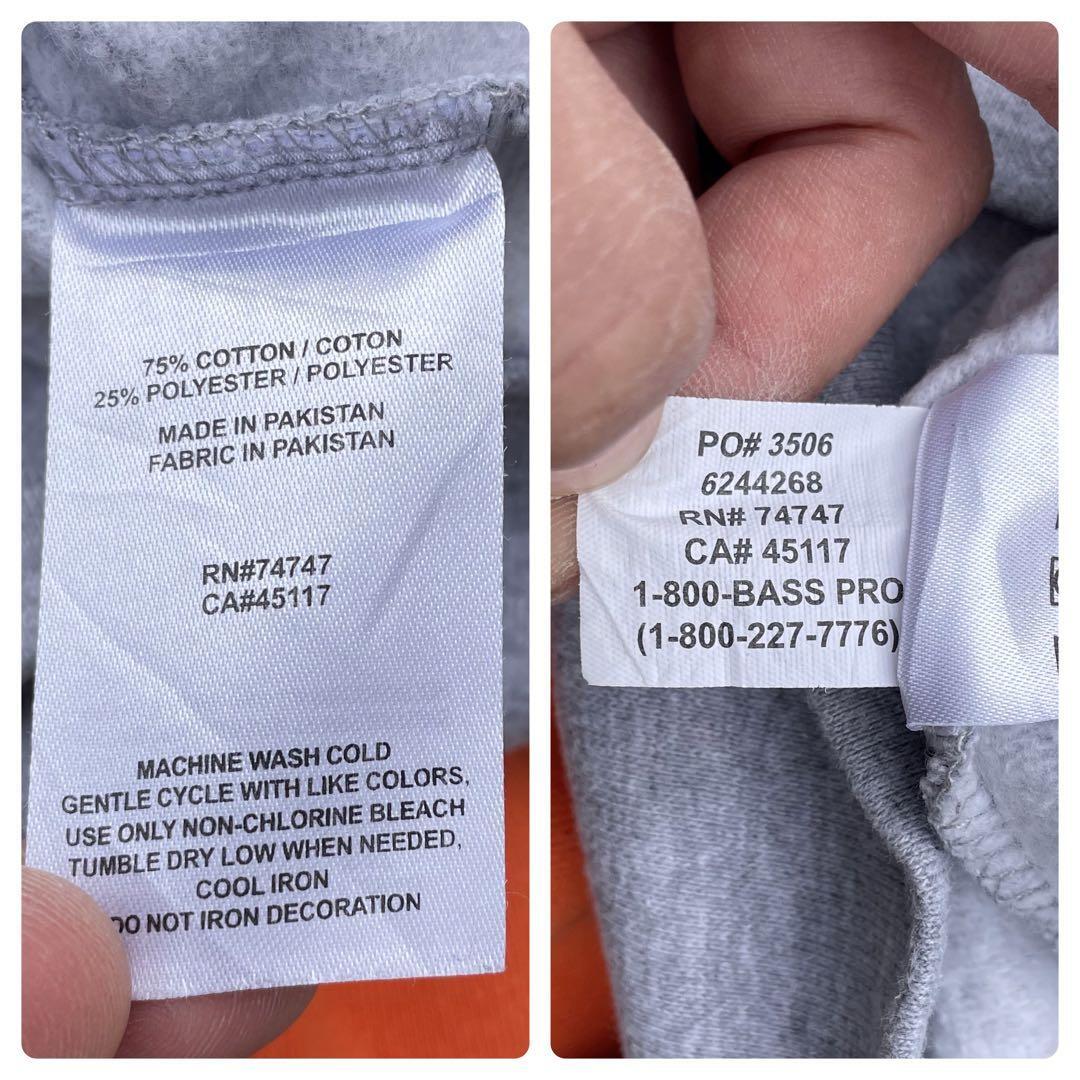 75% COTTON / COTON
25% POLYESTER / POLYESTER
MADE IN PAKISTAN
FABRIC IN PAKISTAN
RN#74747
CA#45117
MACHINE WASH COLD
GENTLE CYCLE WITH LIKE COLORS,
USE ONLY NON-CHLORINE BLEACH
TUMBLE DRY LOW WHEN NEEDED,
COOL IRON
DO NOT IRON DECORATION
PO# 3506
6244268
RN# 74747
CA# 45117
1-800-BASS PRO
(1-800-227-7776)